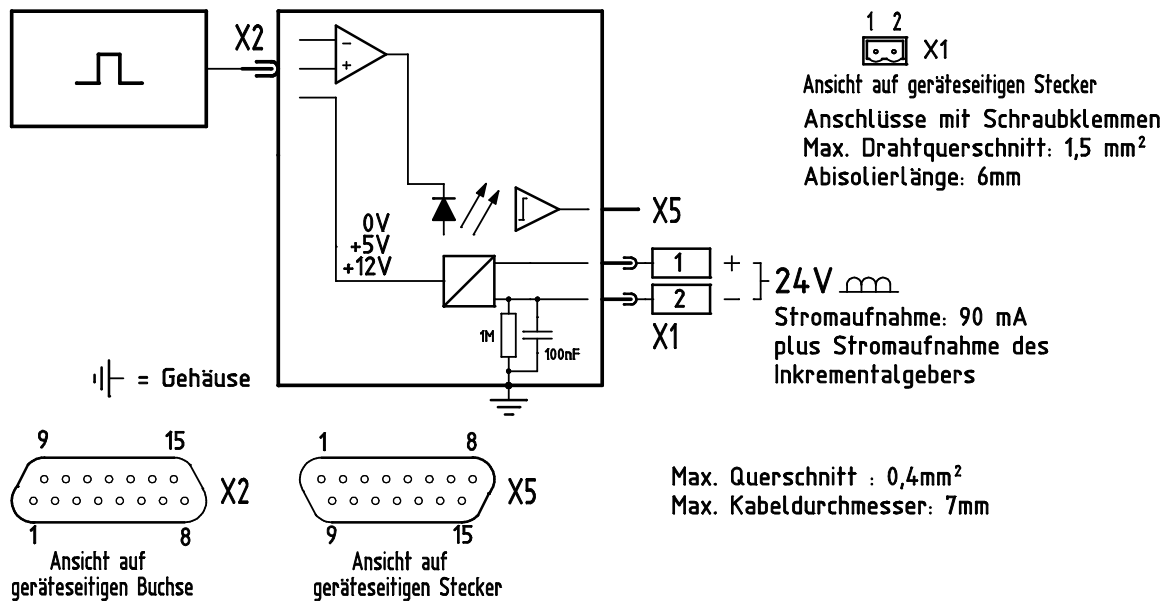 X2
−
+
0V
+5V
+12V
1M
100nF
X5
1
+
2
−
X1
24V
Stromaufnahme: 90 mA
plus Stromaufnahme des
Inkrementalgebers
1 2
X1
Ansicht auf geräteseitigen Stecker
Anschlüsse mit Schraubklemmen
Max. Drahtquerschnitt: 1,5 mm²
Abisolierlänge: 6mm
= Gehäuse
9 15
X2
1 8
Ansicht auf
geräteseitigen Buchse
1 8
X5
9 15
Ansicht auf
geräteseitigen Stecker
Max. Querschnitt : 0,4mm²
Max. Kabeldurchmesser: 7mm